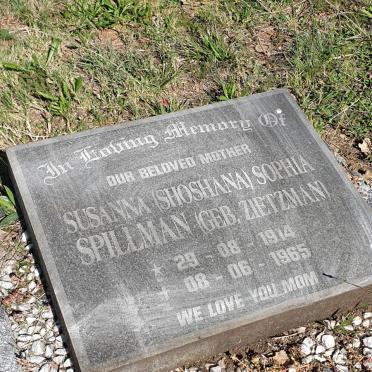 In Loving Memory Of
OUR BELOVED MOTHER
SUSANNA (SHOSHANA) SOPHIA
SPILLMAN (GEB. ZIETZMAN)
29-08-1914
08-06-1965
WE LOVE YOU MOM